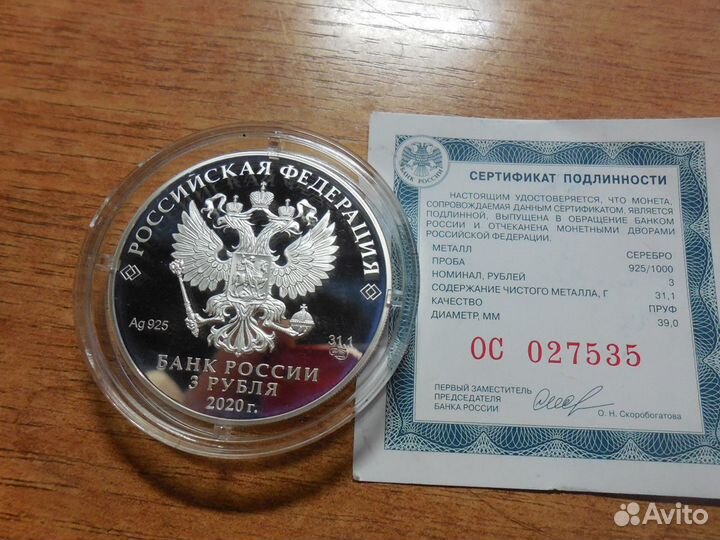 РОССИЙСКАЯ ФЕДЕРАЦИЯ
Ag 925
31,1
БАНК РОССИИ
3 РУБЛЯ
2020 г.
БАНК РОССИИ
СЕРТИФИКАТ ПОДЛИННОСТИ
НАСТОЯЩИМ УДОСТОВЕРЯЕТСЯ, ЧТО МОНЕТА,
СОПРОВОЖДАЕМАЯ ДАННЫМ СЕРТИФИКАТОМ, ЯВЛЯЕТСЯ
ПОДЛИННОЙ, ВЫПУЩЕНА В ОБРАЩЕНИЕ БАНКОМ
РОССИИ И ОТЧЕКАНЕНА МОНЕТНЫМИ ДВОРАМИ
РОССИЙСКОЙ ФЕДЕРАЦИИ.
МЕТАЛЛ СЕРЕБРО
ПРОБА 925/1000
НОМИНАЛ, РУБЛЕЙ 3
СОДЕРЖАНИЕ ЧИСТОГО МЕТАЛЛА, Г 31,1
КАЧЕСТВО ПРУФ
ДИАМЕТР, ММ 39,0
ОС 027535
ПЕРВЫЙ ЗАМЕСТИТЕЛЬ
ПРЕДСЕДАТЕЛЯ
БАНКА РОССИИ
О. Н. Скоробогатова
Avito